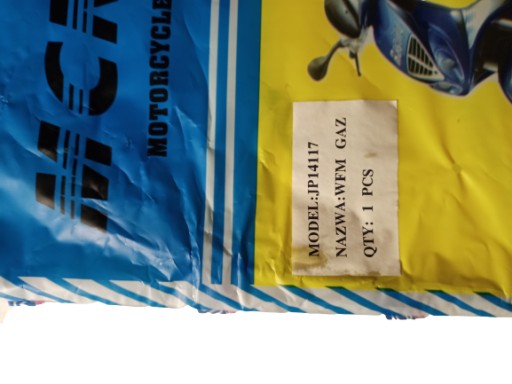 MOTORCYCLE
MODEL:JP14117
NAZWA:WFM GAZ
QTY: 1 PCS